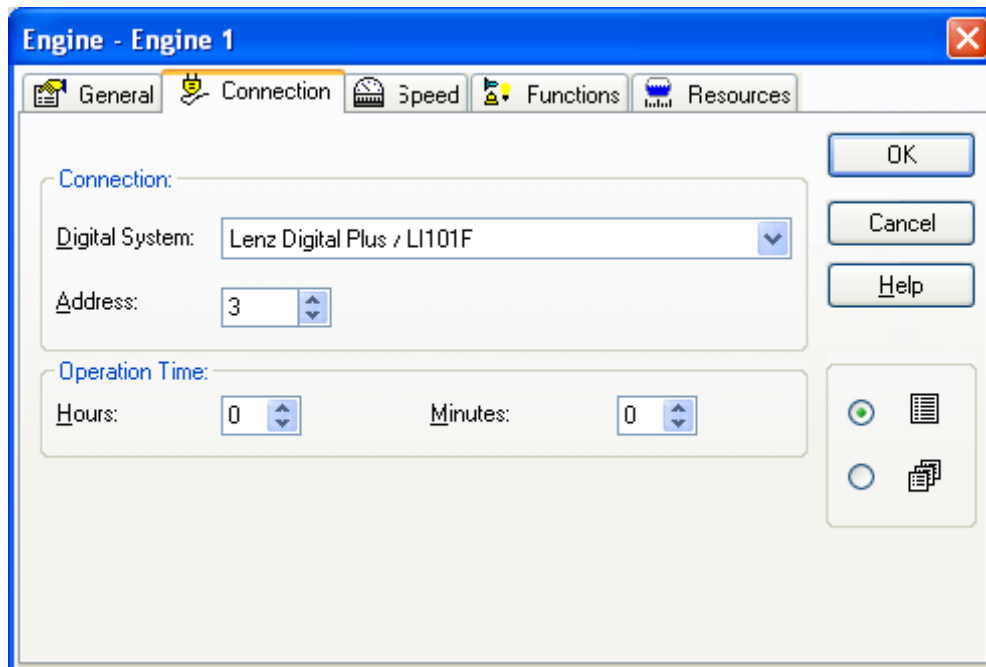 Engine - Engine 1
General Connection Speed Functions Resources
OK
Connection:
Digital System: Lenz Digital Plus / LI101F
Cancel
Address: 3
Help
Operation Time:
Hours: 0 Minutes: 0